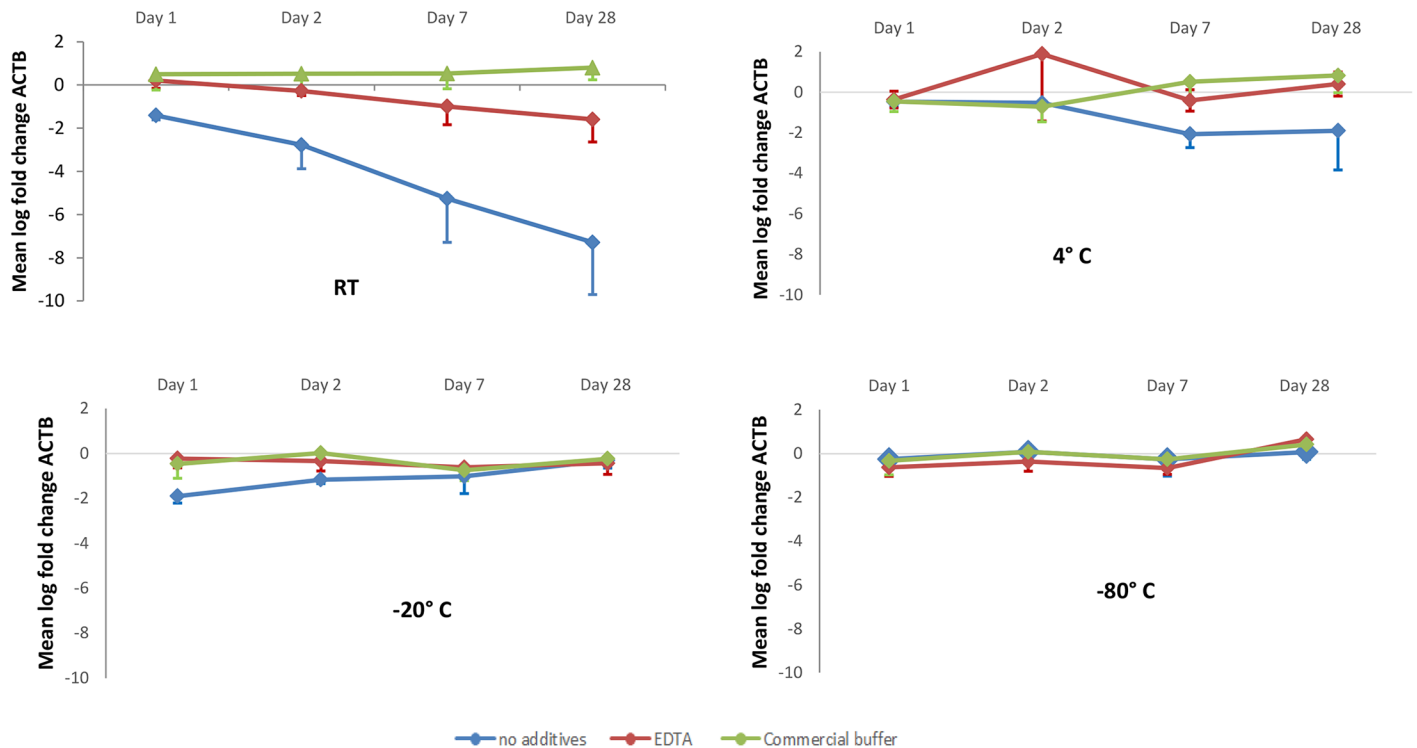 Day 1 Day 2 Day 7 Day 28
Mean log fold change ACTB
2
0
-2
-4
-6
-8
-10
RT
Day 1 Day 2 Day 7 Day 28
Mean log fold change ACTB
2
0
-2
-4
-6
-8
-10
4° C
Day 1 Day 2 Day 7 Day 28
Mean log fold change ACTB
2
0
-2
-4
-6
-8
-10
-20° C
Day 1 Day 2 Day 7 Day 28
Mean log fold change ACTB
2
0
-2
-4
-6
-8
-10
-80° C
no additives EDTA Commercial buffer